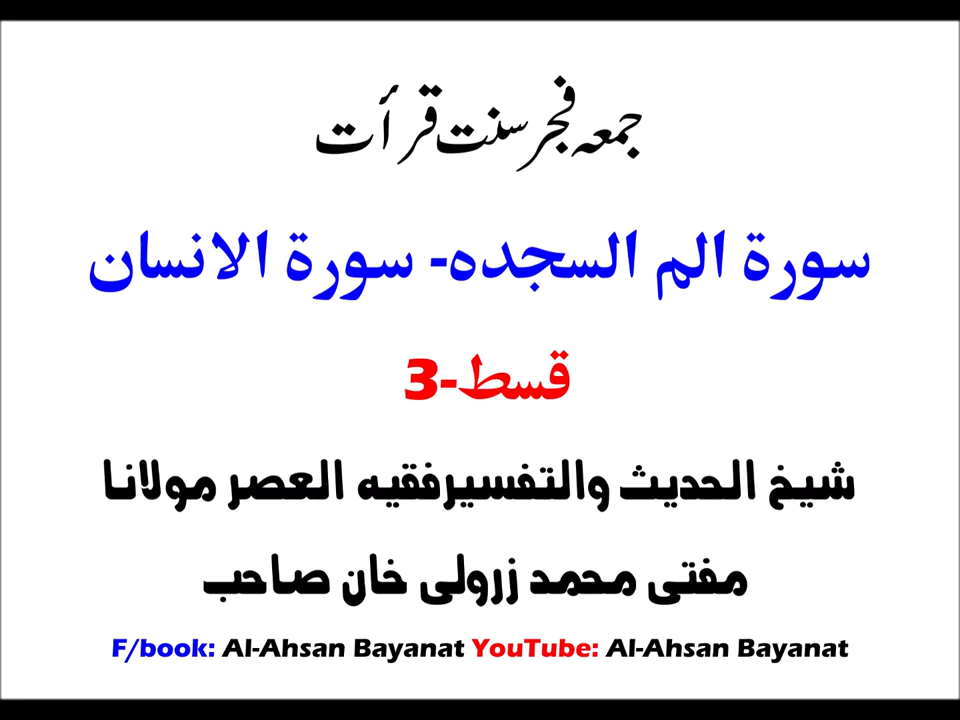 جمعہ فجر سنت قرأت
سورة الم السجده- سورة الانسان
قسط-3
شیخ الحدیث والتفسیرفقیه العصر مولانا
مفتی محمد زرولی خان صاحب
F/book: Al-Ahsan Bayanat YouTube: Al-Ahsan Bayanat